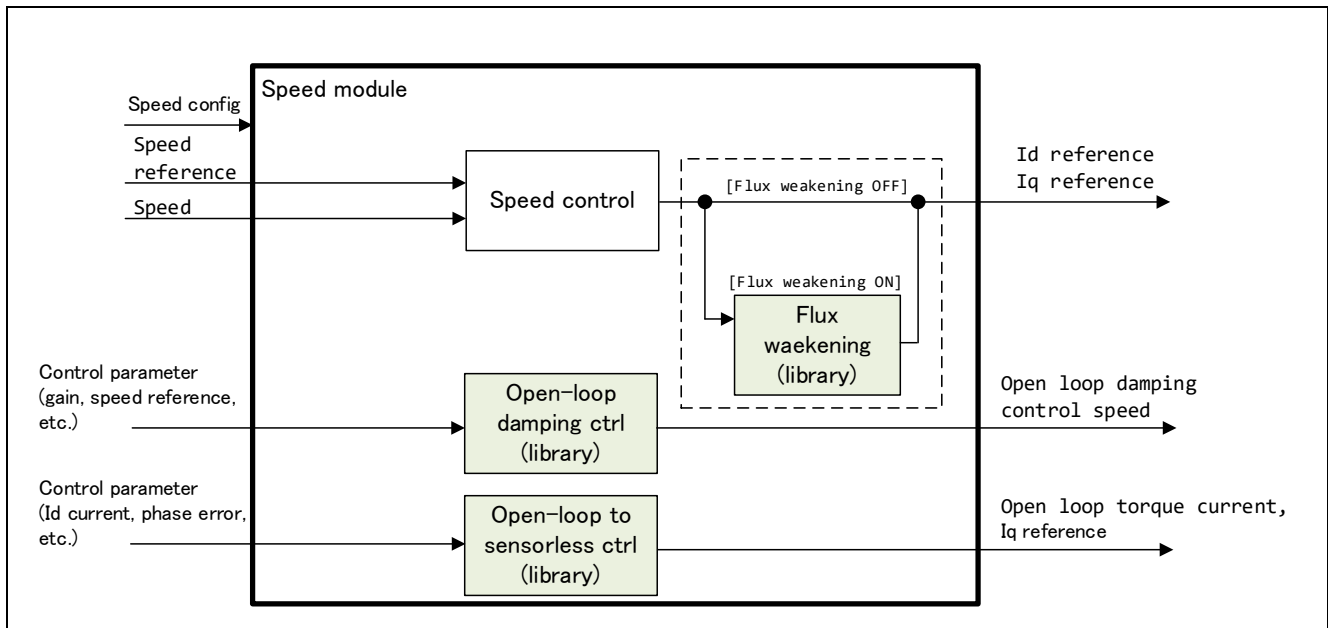 Speed module
Speed config
Speed
reference
Speed
Speed control
[Flux weakening OFF]
[Flux weakening ON]
Flux
waekening
(library)
Id reference
Iq reference
Control parameter
(gain, speed reference,
etc.)
Open-loop
damping ctrl
(library)
Open loop damping
control speed
Control parameter
(Id current, phase error,
etc.)
Open-loop to
sensorless ctrl
(library)
Open loop torque current,
Iq reference